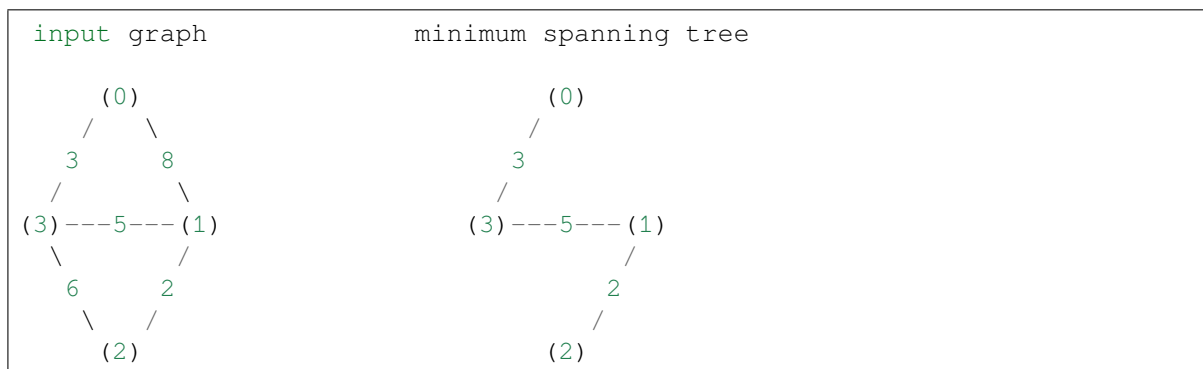 input graph             minimum spanning tree
     (0)                         (0)
    /   \                       /
   3     8                     3
  /       \                   /
(3)---5---(1)               (3)---5---(1)
  \       /                           /
   6     2                           2
    \   /                           /
     (2)                         (2)